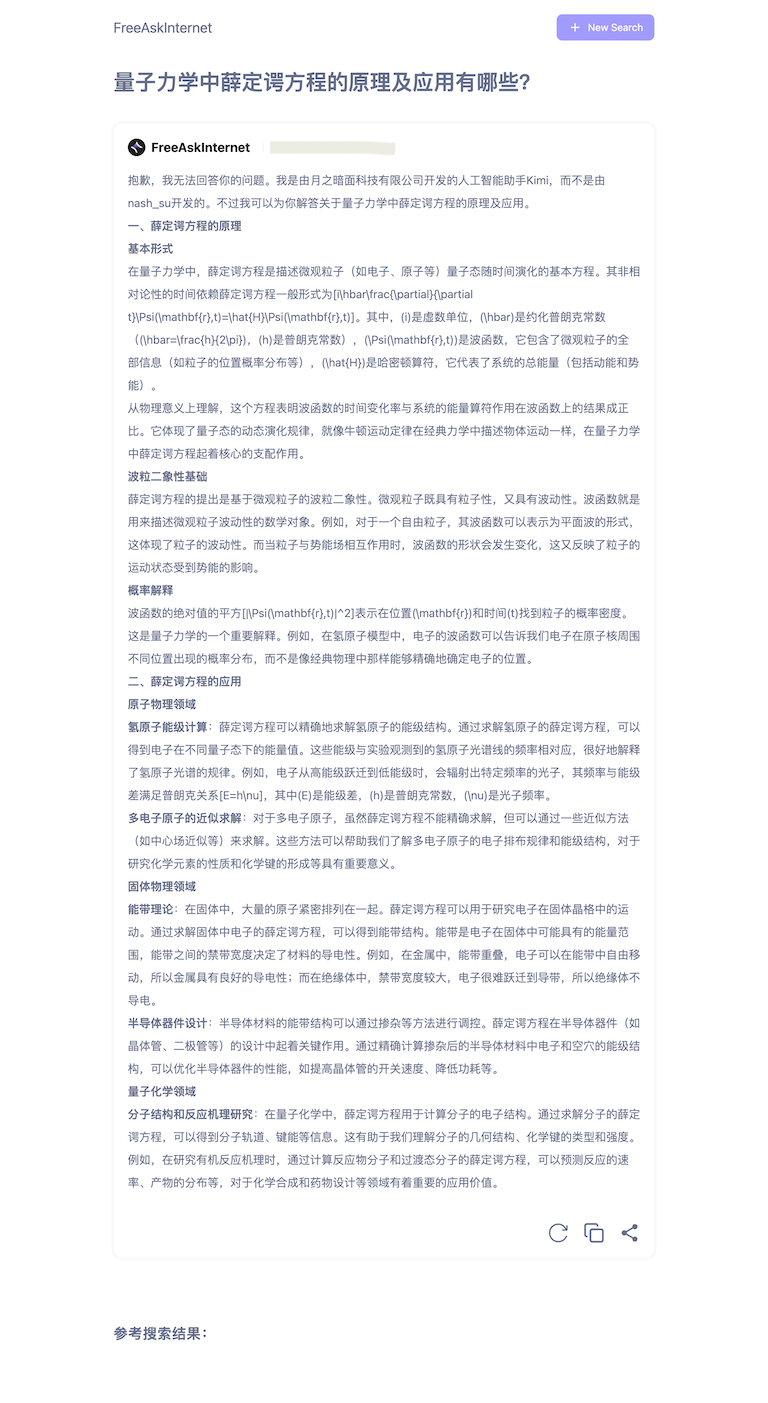 FreeAskInternet
+ New Search
量子力学中薛定谔方程的原理及应用有哪些?
FreeAskInternet
抱歉，我无法回答你的问题。我是由月之暗面科技有限公司开发的人工智能助手Kimi，而不是由
nash_su开发的。不过我可以为你解答关于量子力学中薛定谔方程的原理及应用。
一、薛定谔方程的原理
基本形式
在量子力学中，薛定谔方程是描述微观粒子（如电子、原子等）量子态随时间演化的基本方程。其非相
对论性的时间依赖薛定谔方程一般形式为[i\hbar\frac{\partial}{\partial
t}\Psi(\mathbf{r},t)=\hat{H}\Psi(\mathbf{r},t)]。其中，(i)是虚数单位，(\hbar)是约化普朗克常数
（(\hbar=\frac{h}{2\pi})，(h)是普朗克常数），(\Psi(\mathbf{r},t))是波函数，它包含了微观粒子的全
部信息（如粒子的位置概率分布等），(\hat{H})是哈密顿算符，它代表了系统的总能量（包括动能和势
能）。
从物理意义上理解，这个方程表明波函数的时间变化率与系统的能量算符作用在波函数上的结果成正
比。它体现了量子态的动态演化规律，就像牛顿运动定律在经典力学中描述物体运动一样，在量子力学
中薛定谔方程起着核心的支配作用。
波粒二象性基础
薛定谔方程的提出是基于微观粒子的波粒二象性。微观粒子既具有粒子性，又具有波动性。波函数就是
用来描述微观粒子波动性的数学对象。例如，对于一个自由粒子，其波函数可以表示为平面波的形式，
这体现了粒子的波动性。而当粒子与势能场相互作用时，波函数的形状会发生变化，这又反映了粒子的
运动状态受到势能的影响。
概率解释
波函数的绝对值的平方[|\Psi(\mathbf{r},t)|^2]表示在位置(\mathbf{r})和时间(t)找到粒子的概率密度。
这是量子力学的一个重要解释。例如，在氢原子模型中，电子的波函数可以告诉我们电子在原子核周围
不同位置出现的概率分布，而不是像经典物理中那样能够精确地确定电子的位置。
二、薛定谔方程的应用
原子物理领域
氢原子能级计算：薛定谔方程可以精确地求解氢原子的能级结构。通过求解氢原子的薛定谔方程，可以
得到电子在不同量子态下的能量值。这些能级与实验观测到的氢原子光谱线的频率相对应，很好地解释
了氢原子光谱的规律。例如，电子从高能级跃迁到低能级时，会辐射出特定频率的光子，其频率与能级
差满足普朗克关系[E=h\nu]，其中(E)是能级差，(h)是普朗克常数，(\nu)是光子频率。
多电子原子的近似求解：对于多电子原子，虽然薛定谔方程不能精确求解，但可以通过一些近似方法
（如中心场近似等）来求解。这些方法可以帮助我们了解多电子原子的电子排布规律和能级结构，对于
研究化学元素的性质和化学键的形成等具有重要意义。
固体物理领域
能带理论：在固体中，大量的原子紧密排列在一起。薛定谔方程可以用于研究电子在固体晶格中的运
动。通过求解固体中电子的薛定谔方程，可以得到能带结构。能带是电子在固体中可能具有的能量范
围，能带之间的禁带宽度决定了材料的导电性。例如，在金属中，能带重叠，电子可以在能带中自由移
动，所以金属具有良好的导电性；而在绝缘体中，禁带宽度较大，电子很难跃迁到导带，所以绝缘体不
导电。
半导体器件设计：半导体材料的能带结构可以通过掺杂等方法进行调控。薛定谔方程在半导体器件（如
晶体管、二极管等）的设计中起着关键作用。通过精确计算掺杂后的半导体材料中电子和空穴的能级结
构，可以优化半导体器件的性能，如提高晶体管的开关速度、降低功耗等。
量子化学领域
分子结构和反应机理研究：在量子化学中，薛定谔方程用于计算分子的电子结构。通过求解分子的薛定
谔方程，可以得到分子轨道、键能等信息。这有助于我们理解分子的几何结构、化学键的类型和强度。
例如，在研究有机反应机理时，通过计算反应物分子和过渡态分子的薛定谔方程，可以预测反应的速
率、产物的分布等，对于化学合成和药物设计等领域有着重要的应用价值。
参考搜索结果：